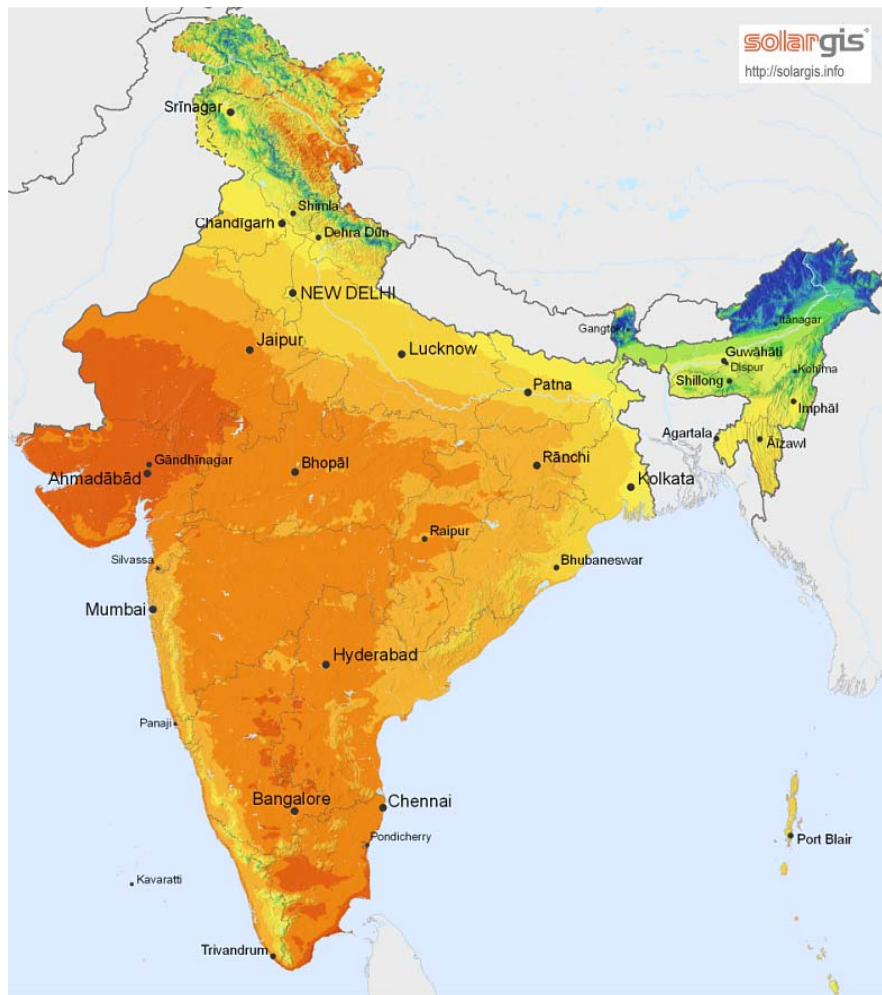 solargis
http://solargis.info
Srīnagar
Shimla
Chandīgarh
Dehra Dūn
NEW DELHI
Jaipur
Lucknow
Patna
Gangtok
Itānagar
Guwāhāti
Dispur
Shillong
Kohīma
Imphāl
Agartala
Āīzawl
Gāndhīnagar
Ahmadābād
Bhopāl
Rānchi
Kolkata
Raipur
Silvassa
Bhubaneswar
Mumbai
Hyderabad
Panaji
Bangalore
Chennai
Pondicherry
Port Blair
Kavaratti
Trivandrum